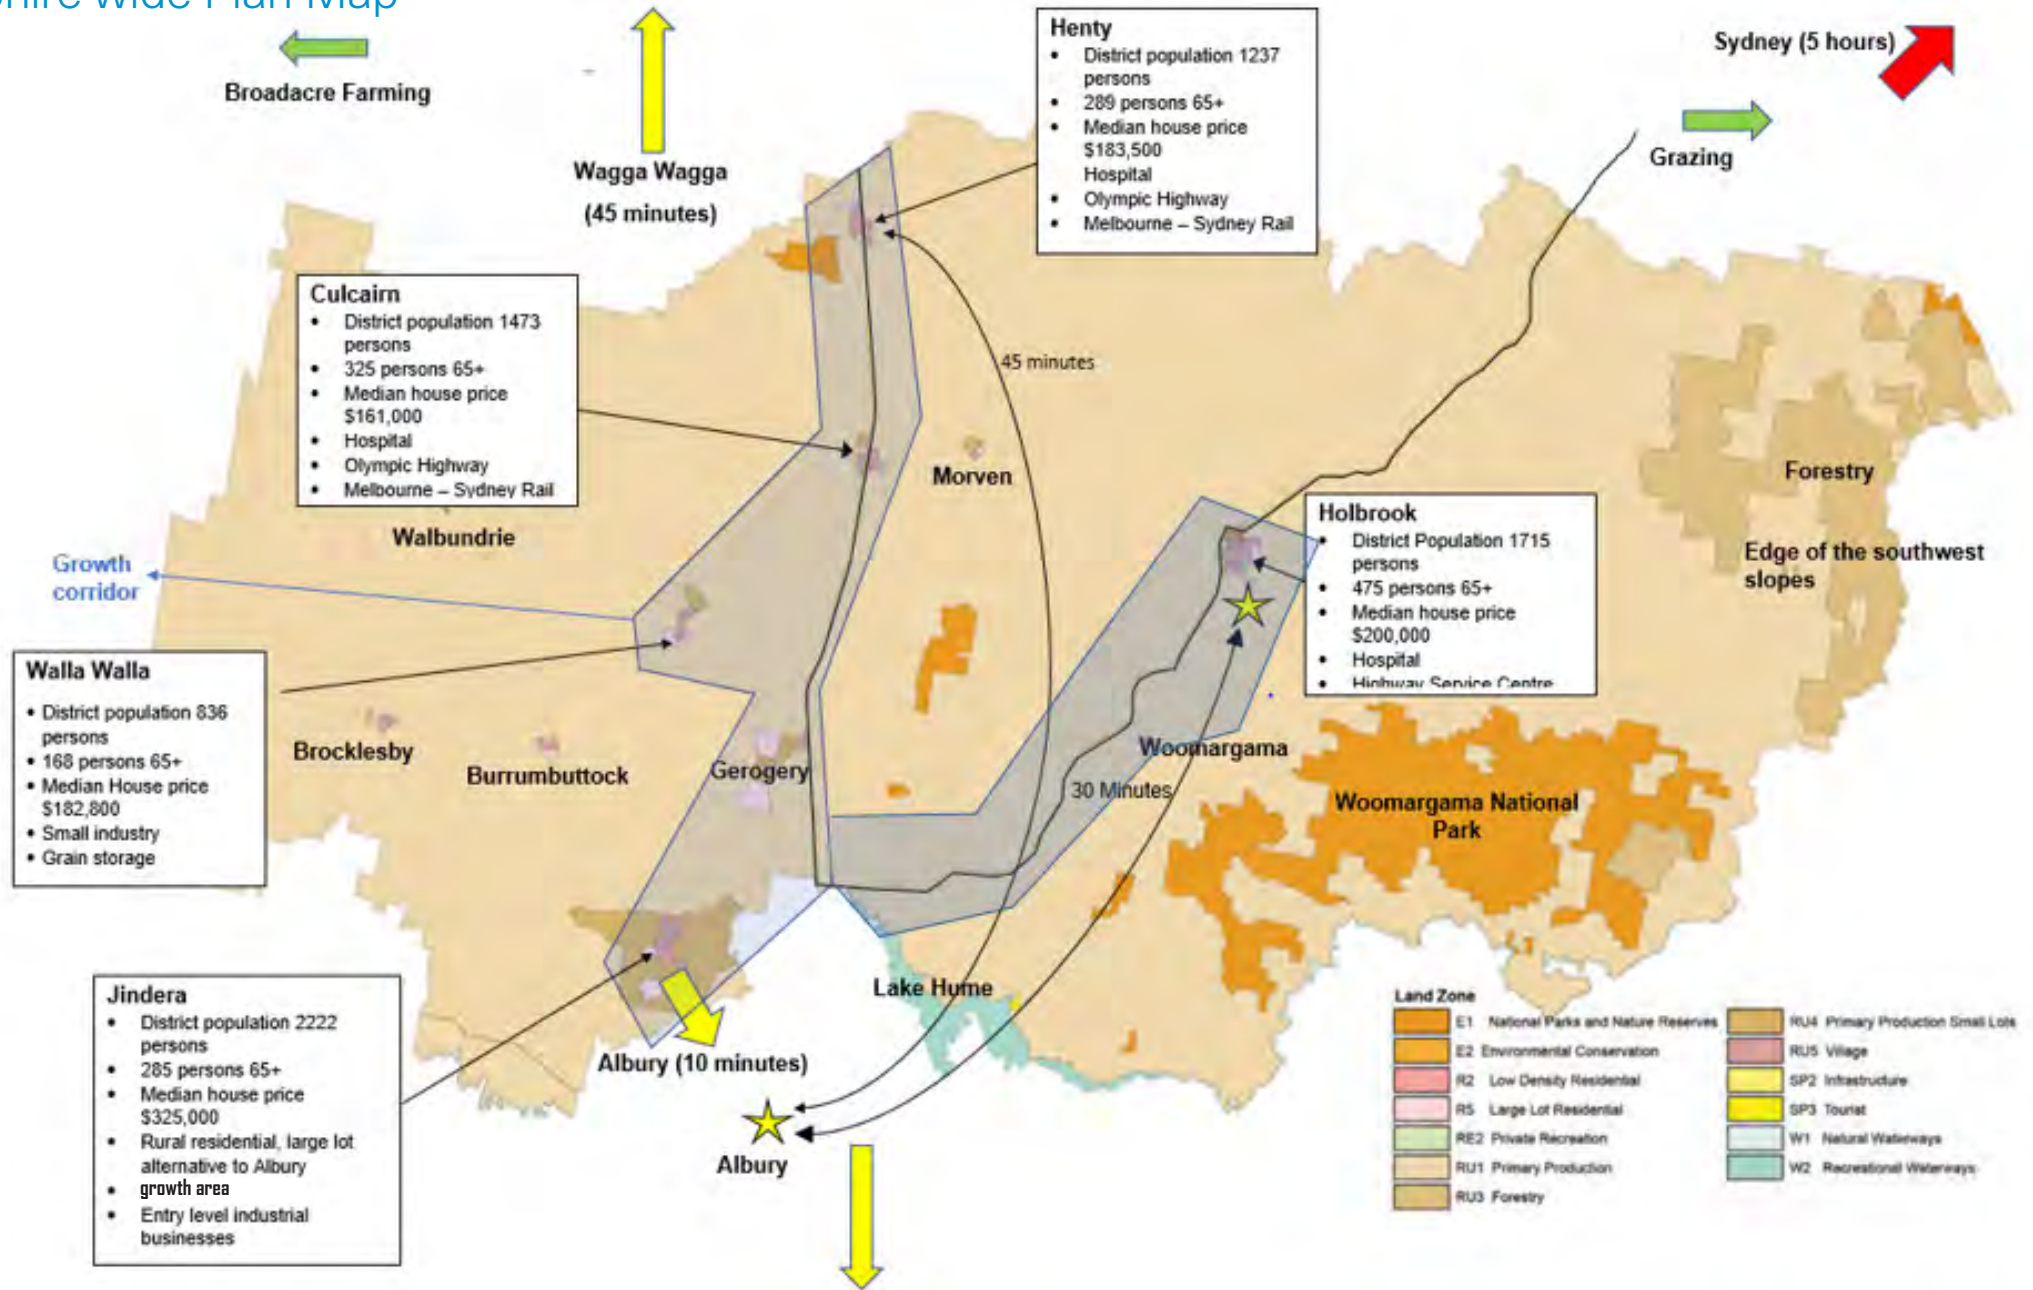 Shire wide Plan Map
Broadacre Farming
Wagga Wagga
(45 minutes)
Henty
• District population 1237
persons
• 289 persons 65+
• Median house price
$183,500
Hospital
• Olympic Highway
• Melbourne – Sydney Rail
Sydney (5 hours)
Grazing
Culcairn
• District population 1473
persons
• 325 persons 65+
• Median house price
$161,000
• Hospital
• Olympic Highway
• Melbourne – Sydney Rail
45 minutes
Morven
Walbundrie
Growth
corridor
Holbrook
• District Population 1715
persons
• 475 persons 65+
• Median house price
$200,000
• Hospital
• Highway Service Centre
Forestry
Edge of the southwest
slopes
Walla Walla
• District population 836
persons
• 168 persons 65+
• Median House price
$182,800
• Small industry
• Grain storage
Brocklesby
Burrumbuttock
Gerogery
Woomargama
30 Minutes
Woomargama National
Park
Lake Hume
Jindera
• District population 2222
persons
• 285 persons 65+
• Median house price
$325,000
• Rural residential, large lot
alternative to Albury
• growth area
• Entry level industrial
businesses
Albury (10 minutes)
Albury
Land Zone
E1 National Parks and Nature Reserves
E2 Environmental Conservation
R2 Low Density Residential
R5 Large Lot Residential
RE2 Private Recreation
RU1 Primary Production
RU3 Forestry
RU4 Primary Production Small Lots
RU5 Village
SP2 Infrastructure
SP3 Tourist
W1 Natural Waterways
W2 Recreational Waterways